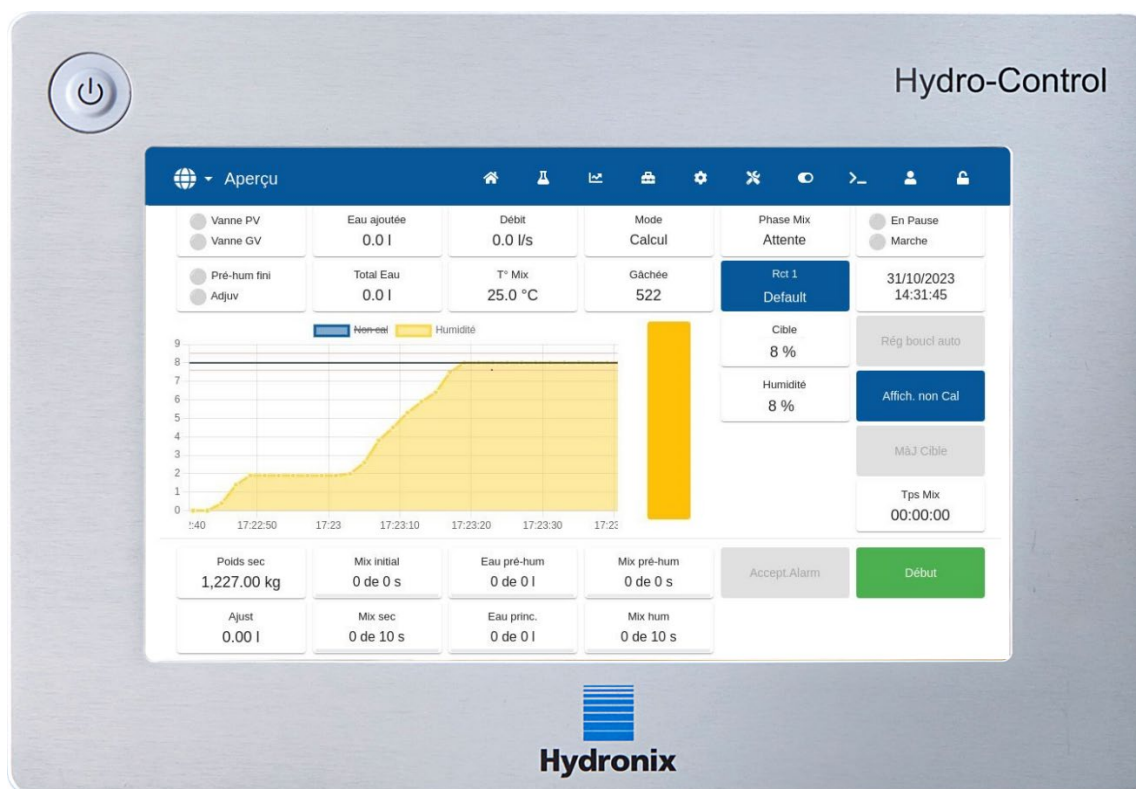 Hydro-Control
Aperçu
Vanne PV
Vanne GV
Eau ajoutée
0.0 l
Débit
0.0 l/s
Mode
Calcul
Phase Mix
Attente
En Pause
Marche
Pré-hum fini
Adjuv
Total Eau
0.0 l
T° Mix
25.0 °C
Gâchée
522
Rct 1
Default
31/10/2023
14:31:45
Non cal
Humidité
9
8
7
6
5
4
3
2
1
0
:40 17:22:50 17:23 17:23:10 17:23:20 17:23:30 17:23
Cible
8 %
Humidité
8 %
Rég boucl auto
Affich. non Cal
MàJ Cible
Tps Mix
00:00:00
Poids sec
1,227.00 kg
Mix initial
0 de 0 s
Eau pré-hum
0 de 0 l
Mix pré-hum
0 de 0 s
Accept.Alarm
Début
Ajust
0.00 l
Mix sec
0 de 10 s
Eau princ.
0 de 0 l
Mix hum
0 de 10 s
Hydronix